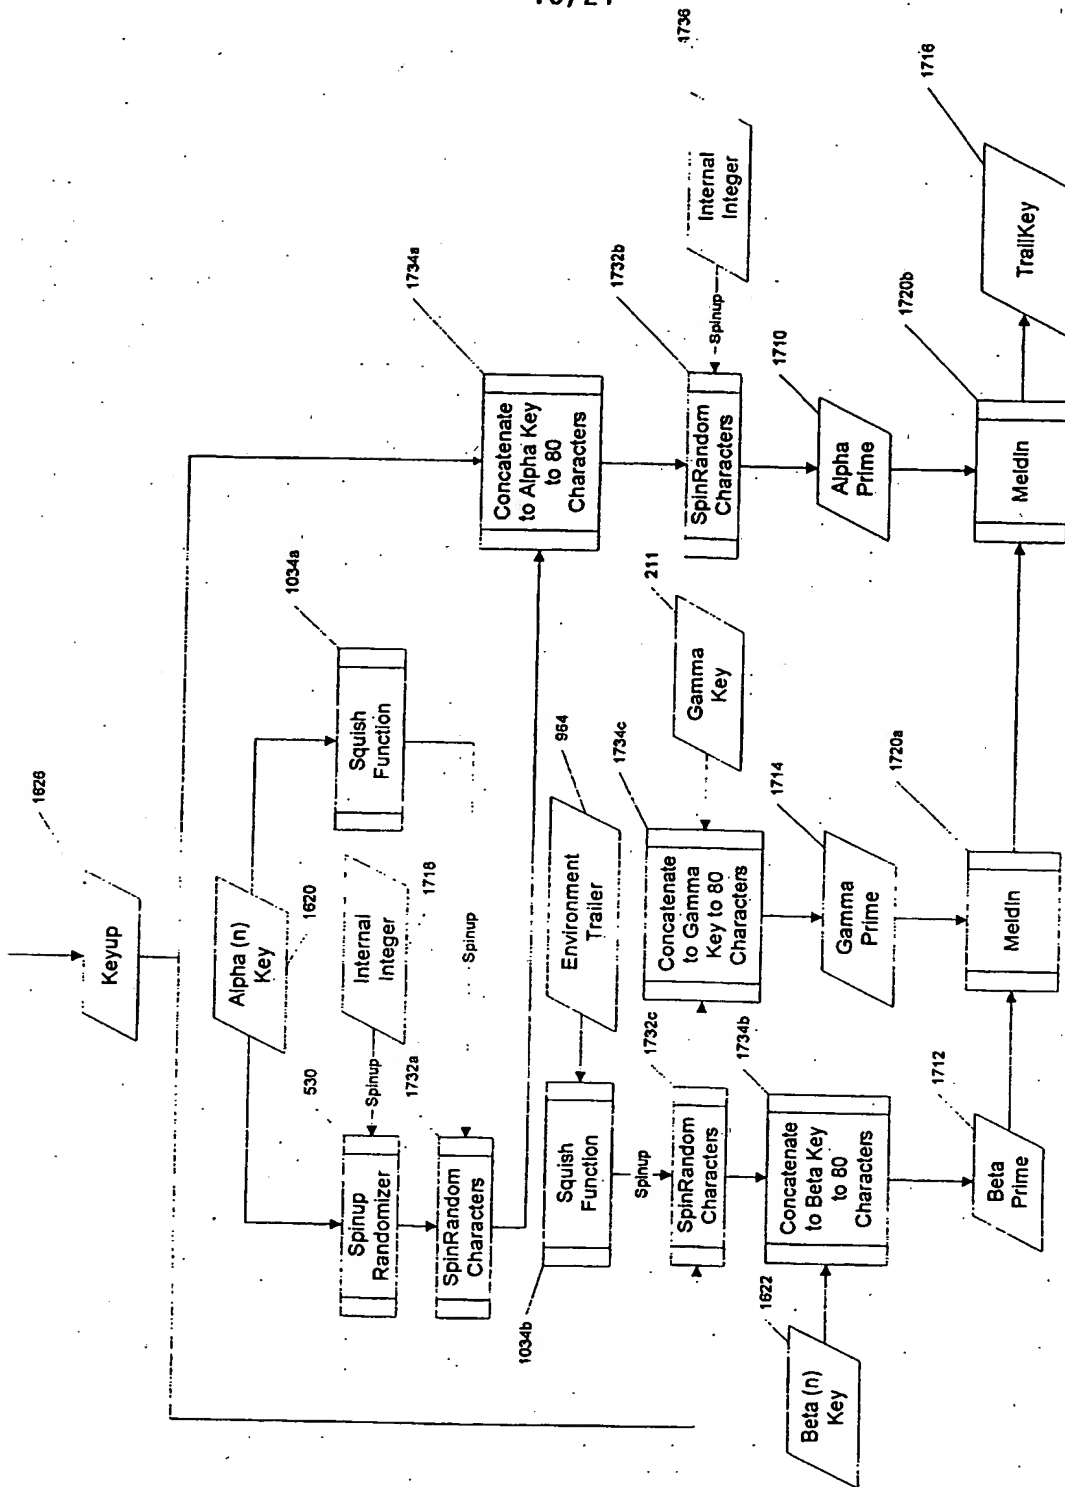 1626
Keyup
Alpha (n)
Key
1620
Squish
Function
1034a
530
Spinup
Randomizer
Spinup
Internal
Integer
1718
1732a
SpinRandom
Characters
Spinup
Concatenate
to Alpha Key
to 80
Characters
1734a
1736
Internal
Integer
Spinup
SpinRandom
Characters
1732b
Alpha
Prime
1710
Environment
Trailer
964
Squish
Function
1034b
Spinup
SpinRandom
Characters
1732c
Gamma
Key
211
Concatenate
to Gamma
Key to 80
Characters
1734c
Gamma
Prime
1714
Beta (n)
Key
1622
Concatenate
to Beta Key
to 80
Characters
1734b
Beta
Prime
1712
MeldIn
1720a
MeldIn
1720b
TrailKey
1716